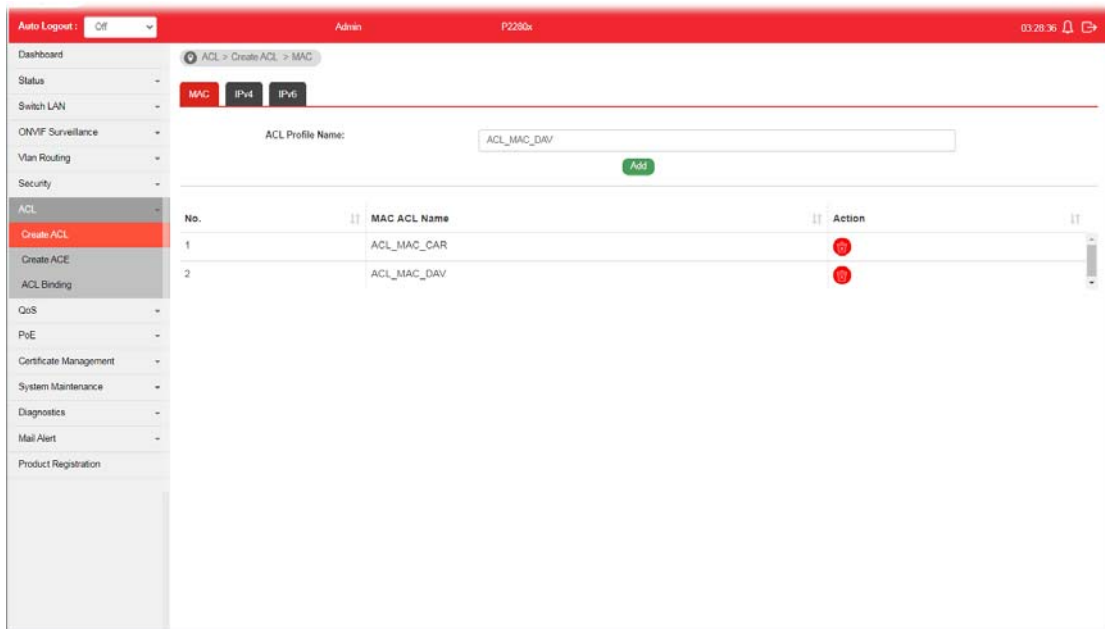 Auto Logout : Off Admin P2280x 03:28:36
Dashboard
Status
Switch LAN
ONVIF Surveillance
Vlan Routing
Security
ACL
Create ACL
Create ACE
ACL Binding
QoS
PoE
Certificate Management
System Maintenance
Diagnostics
Mail Alert
Product Registration
ACL > Create ACL > MAC
MAC IPv4 IPv6
ACL Profile Name: ACL_MAC_DAV
Add
No. MAC ACL Name Action
1 ACL_MAC_CAR
2 ACL_MAC_DAV